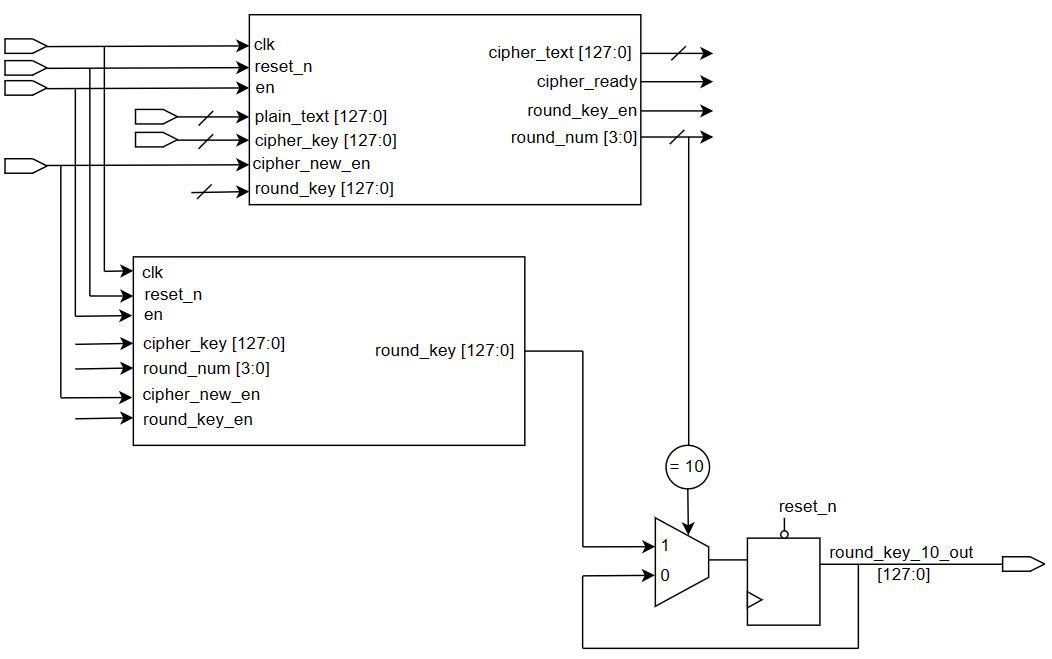 clk
reset_n
en
plain_text [127:0]
cipher_key [127:0]
cipher_new_en
round_key [127:0]
cipher_text [127:0]
cipher_ready
round_key_en
round_num [3:0]
clk
reset_n
en
cipher_key [127:0]
round_num [3:0]
cipher_new_en
round_key_en
round_key [127:0]
= 10
1
0
reset_n
round_key_10_out
[127:0]